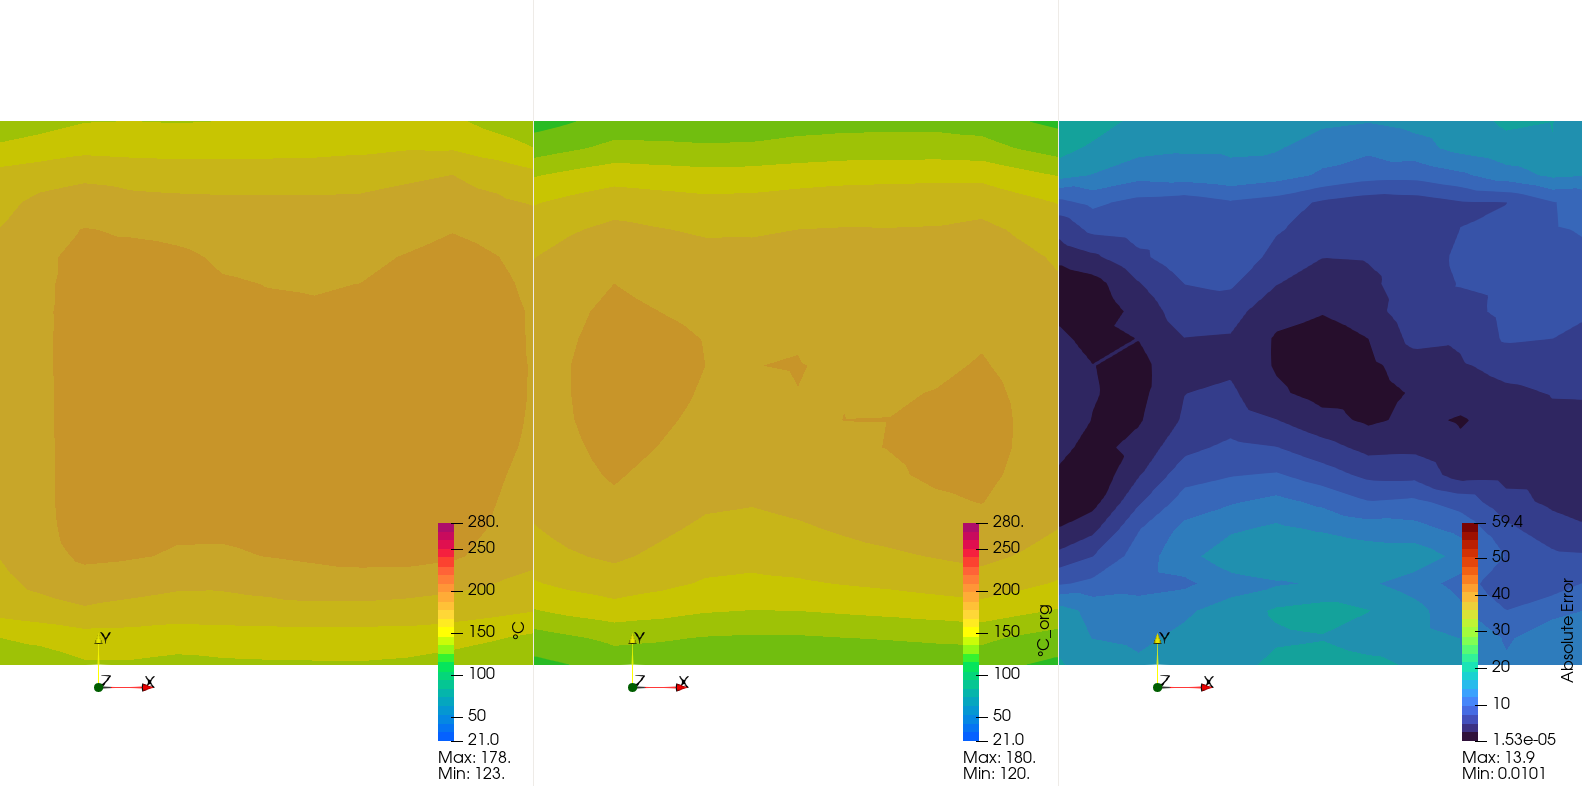 280.
250
200
150
100
50
21.0
°C
Max: 178.
Min: 123.
Y
Z
X
280.
250
200
150
100
50
21.0
°C_org
Max: 180.
Min: 120.
Y
Z
X
59.4
50
40
30
20
10
1.53e-05
Absolute Error
Max: 13.9
Min: 0.0101
Y
Z
X